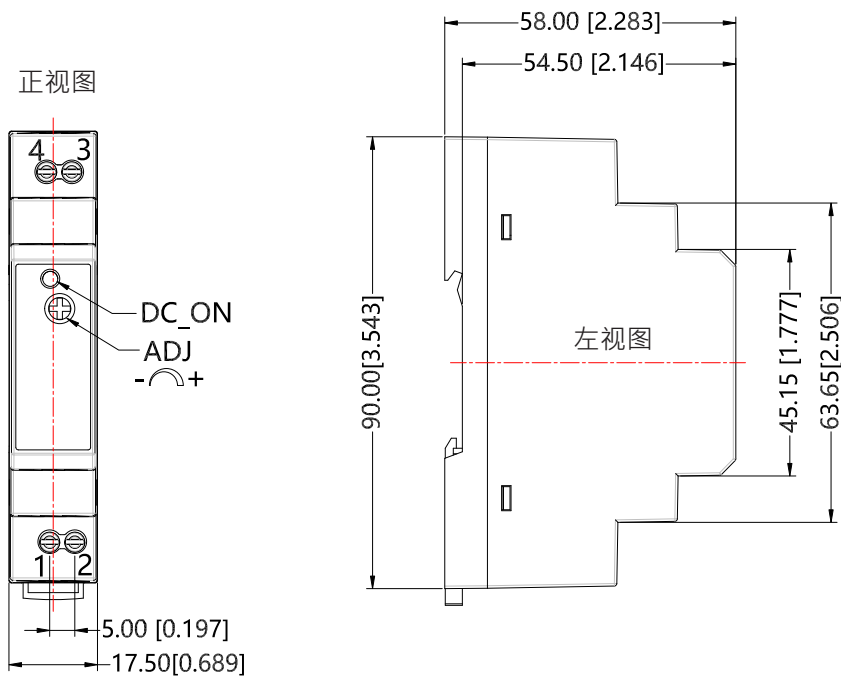 正视图
4 3
DC_ON
ADJ
- +
1 2
5.00 [0.197]
17.50[0.689]
58.00 [2.283]
54.50 [2.146]
90.00[3.543]
左视图
45.15 [1.777]
63.65[2.506]